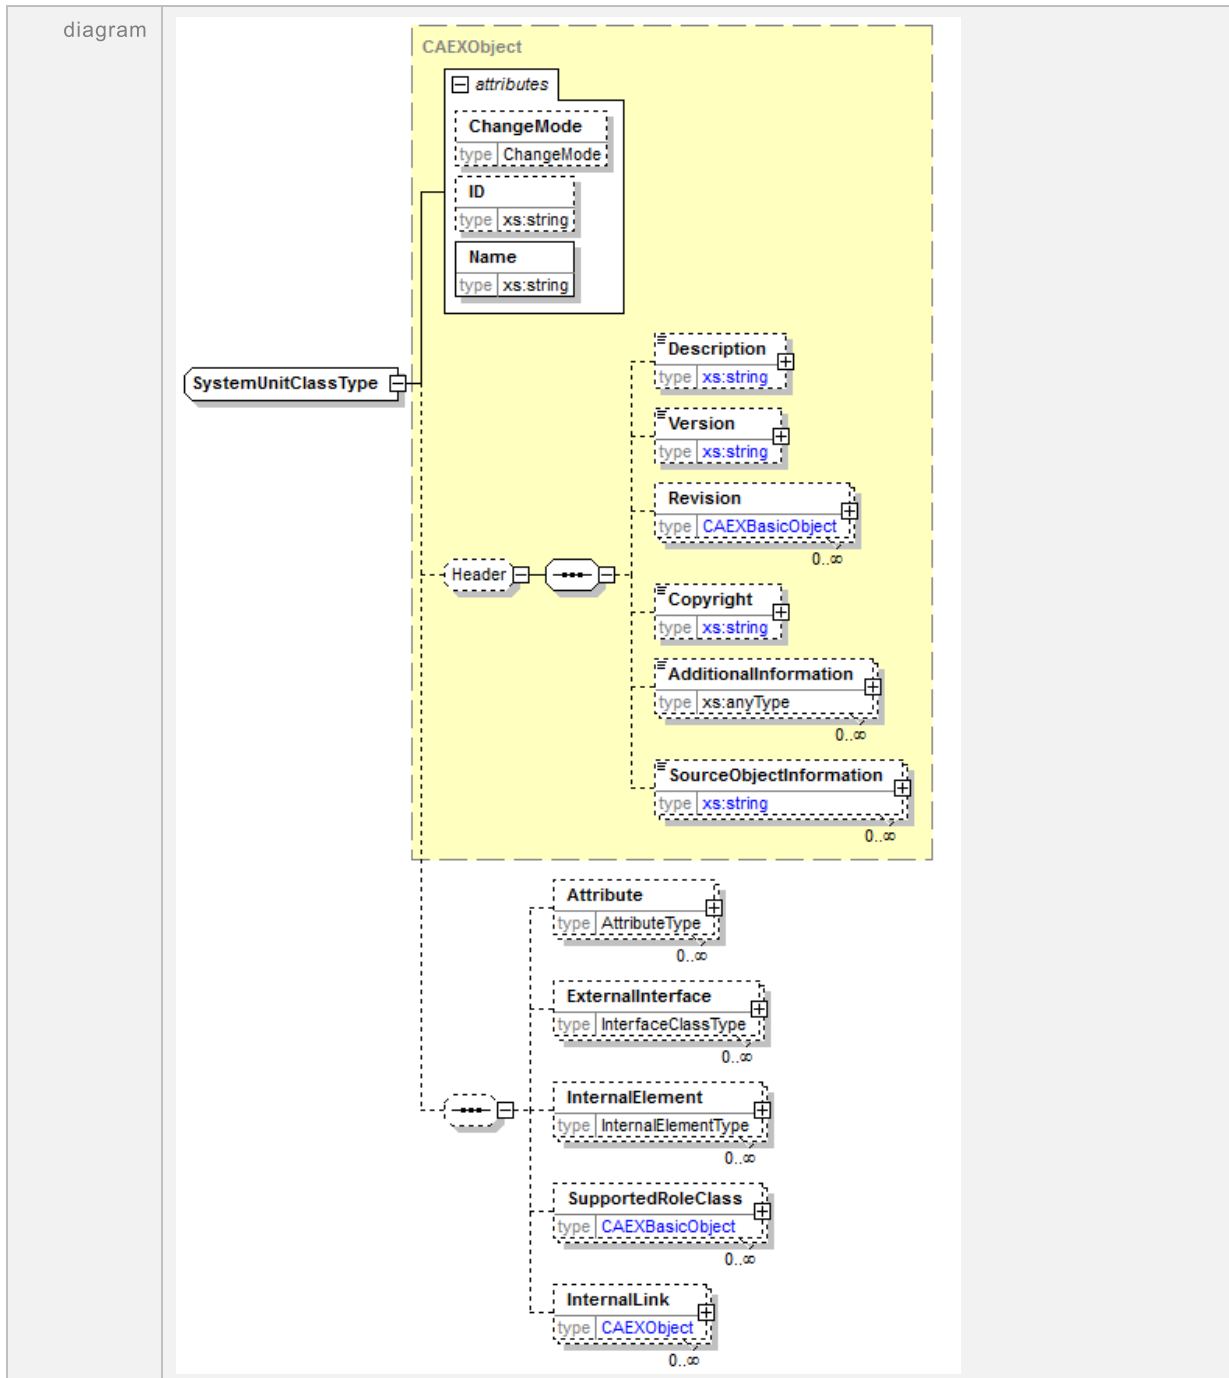 diagram
CAEXObject
attributes
ChangeMode
type ChangeMode
ID
type xs:string
Name
type xs:string
SystemUnitClassType
Description
type xs:string
Version
type xs:string
Revision
type CAEXBasicObject
0..∞
Header
Copyright
type xs:string
AdditionalInformation
type xs:anyType
0..∞
SourceObjectInformation
type xs:string
0..∞
Attribute
type AttributeType
0..∞
ExternalInterface
type InterfaceClassType
0..∞
InternalElement
type InternalElementType
0..∞
SupportedRoleClass
type CAEXBasicObject
0..∞
InternalLink
type CAEXObject
0..∞